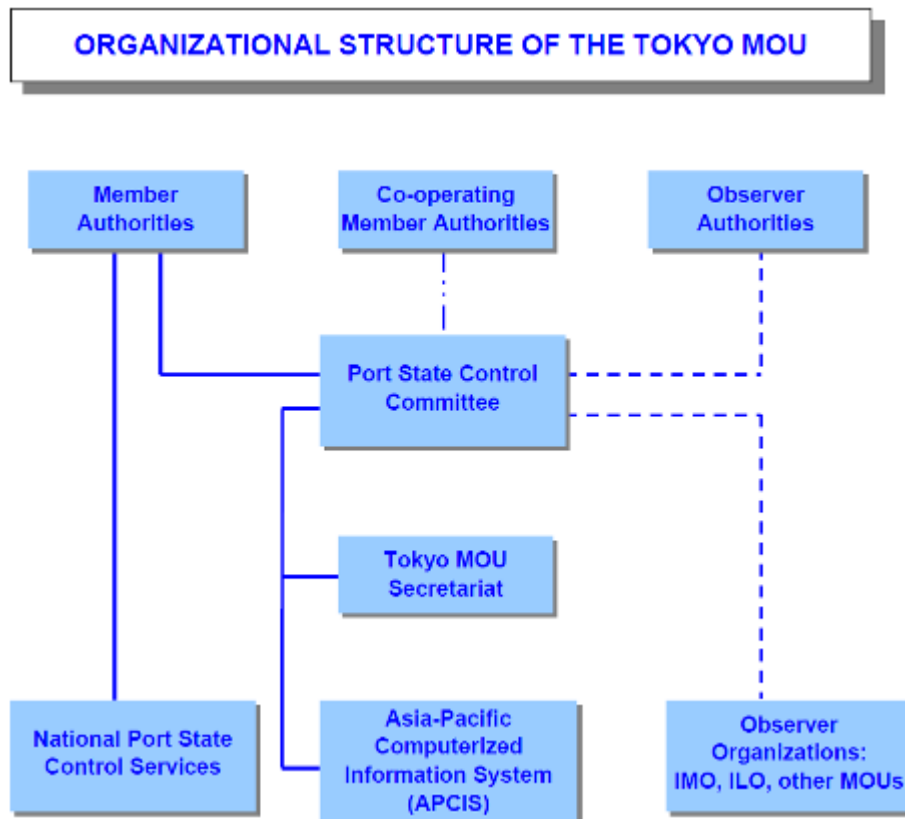 ORGANIZATIONAL STRUCTURE OF THE TOKYO MOU
Member
Authorities
Co-operating
Member Authorities
Observer
Authorities
Port State Control
Committee
Tokyo MOU
Secretariat
National Port State
Control Services
Asia-Pacific
Computerized
Information System
(APCIS)
Observer
Organizations:
IMO, ILO, other MOUs